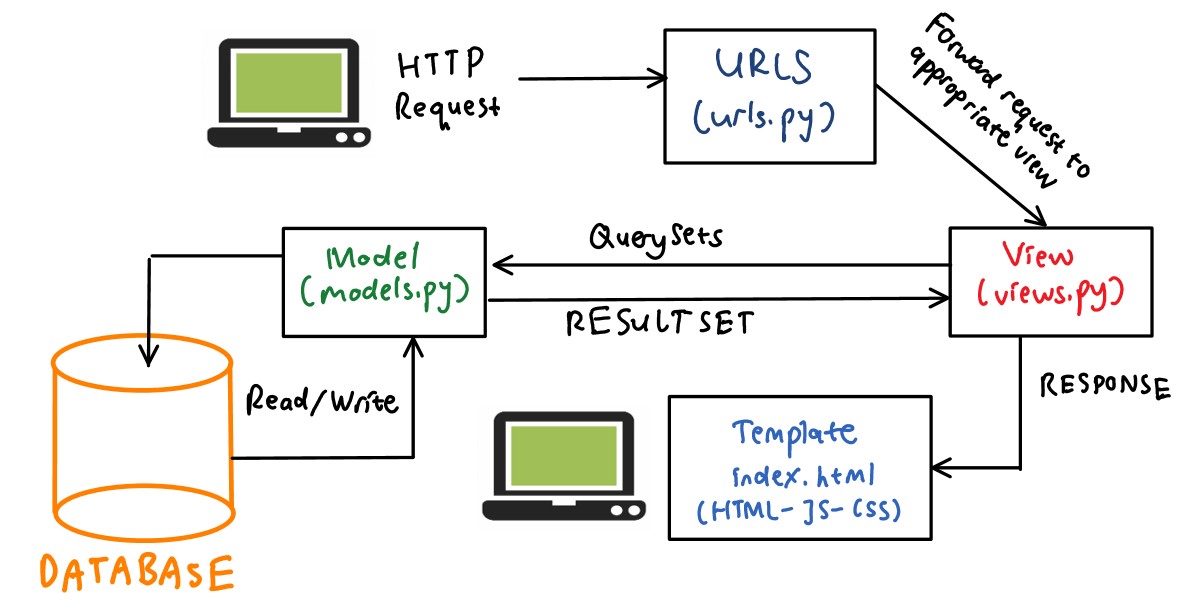 HTTP
Request
URLS
(urls.py)
Forward request to
appropriate view
QuerySets
Model
(models.py)
View
(views.py)
RESULTSET
Read/Write
RESPONSE
Template
index.html
(HTML-JS-CSS)
DATABASE